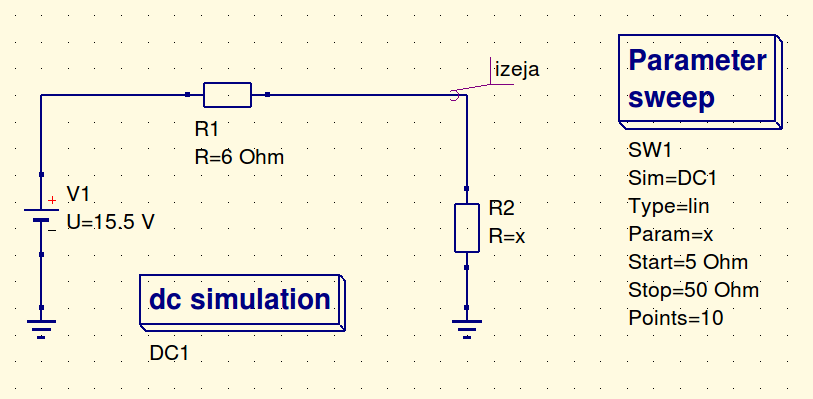 izeja
R1
R=6 Ohm
V1
U=15.5 V
+
_
R2
R=x
dc simulation
DC1
Parameter
sweep
SW1
Sim=DC1
Type=lin
Param=x
Start=5 Ohm
Stop=50 Ohm
Points=10